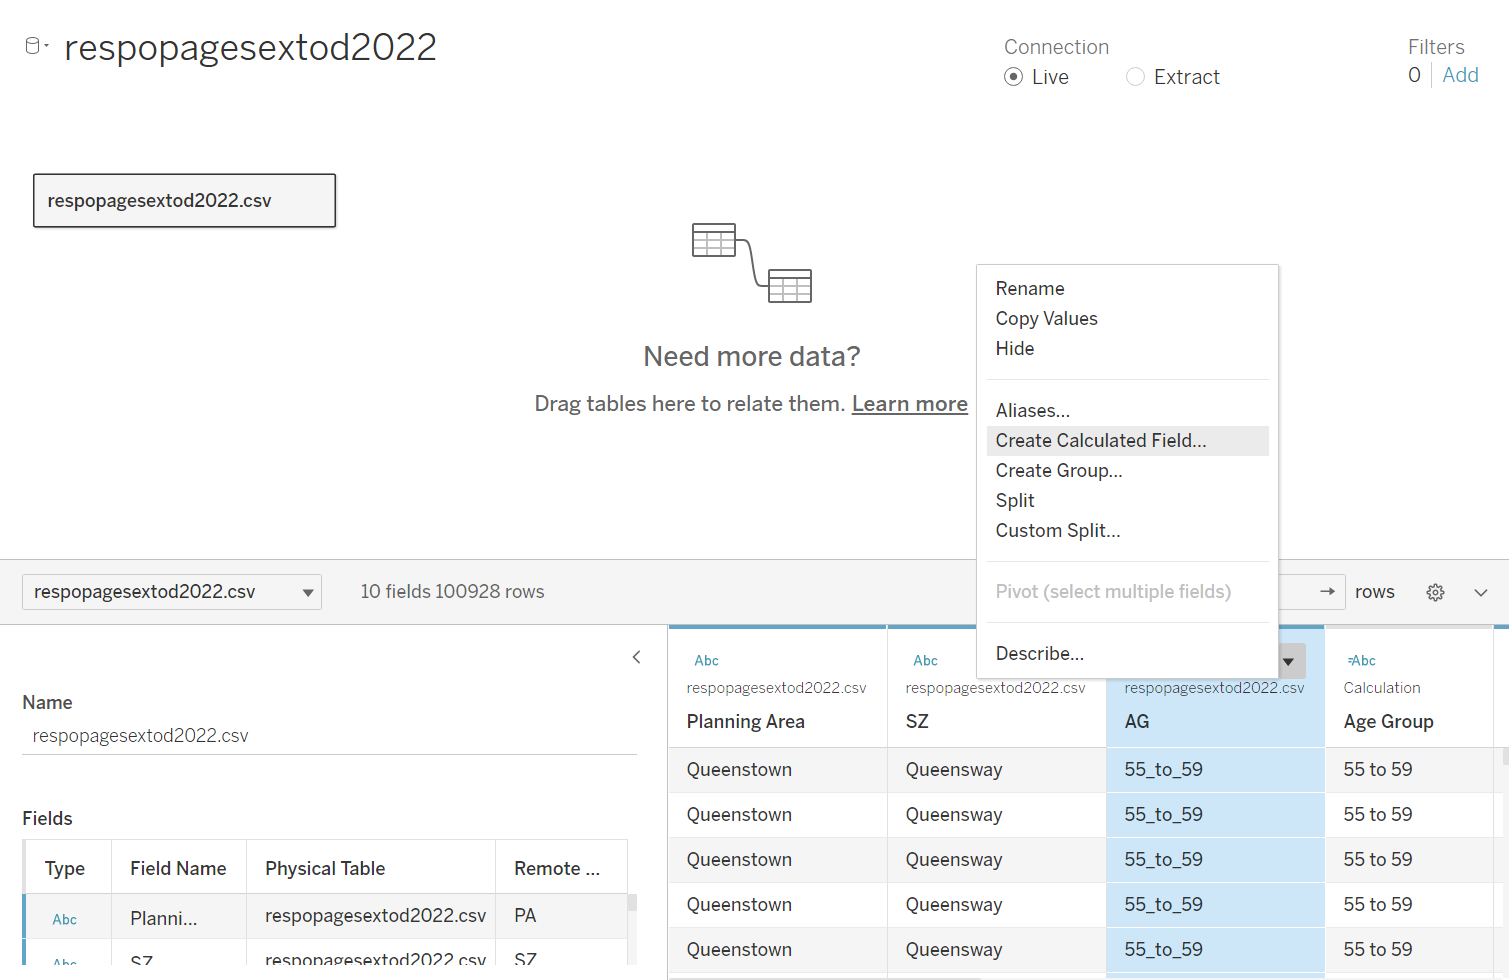 respopagesextod2022
Connection
Live
Extract
Filters
0
Add
respopagesextod2022.csv
Need more data?
Drag tables here to relate them. Learn more
Rename
Copy Values
Hide
Aliases...
Create Calculated Field...
Create Group...
Split
Custom Split...
Pivot (select multiple fields)
Describe...
respopagesextod2022.csv
10 fields 100928 rows
→ rows
Name
respopagesextod2022.csv
Fields
Type Field Name Physical Table Remote ...
Abc Planni... respopagesextod2022.csv PA
Abc SZ respopagesextod2022.csv SZ
Abc Abc =Abc
respopagesextod2022.csv respopagesextod2022.csv respopagesextod2022.csv Calculation
Planning Area SZ AG Age Group
Queenstown Queensway 55_to_59 55 to 59
Queenstown Queensway 55_to_59 55 to 59
Queenstown Queensway 55_to_59 55 to 59
Queenstown Queensway 55_to_59 55 to 59
Queenstown Queensway 55_to_59 55 to 59